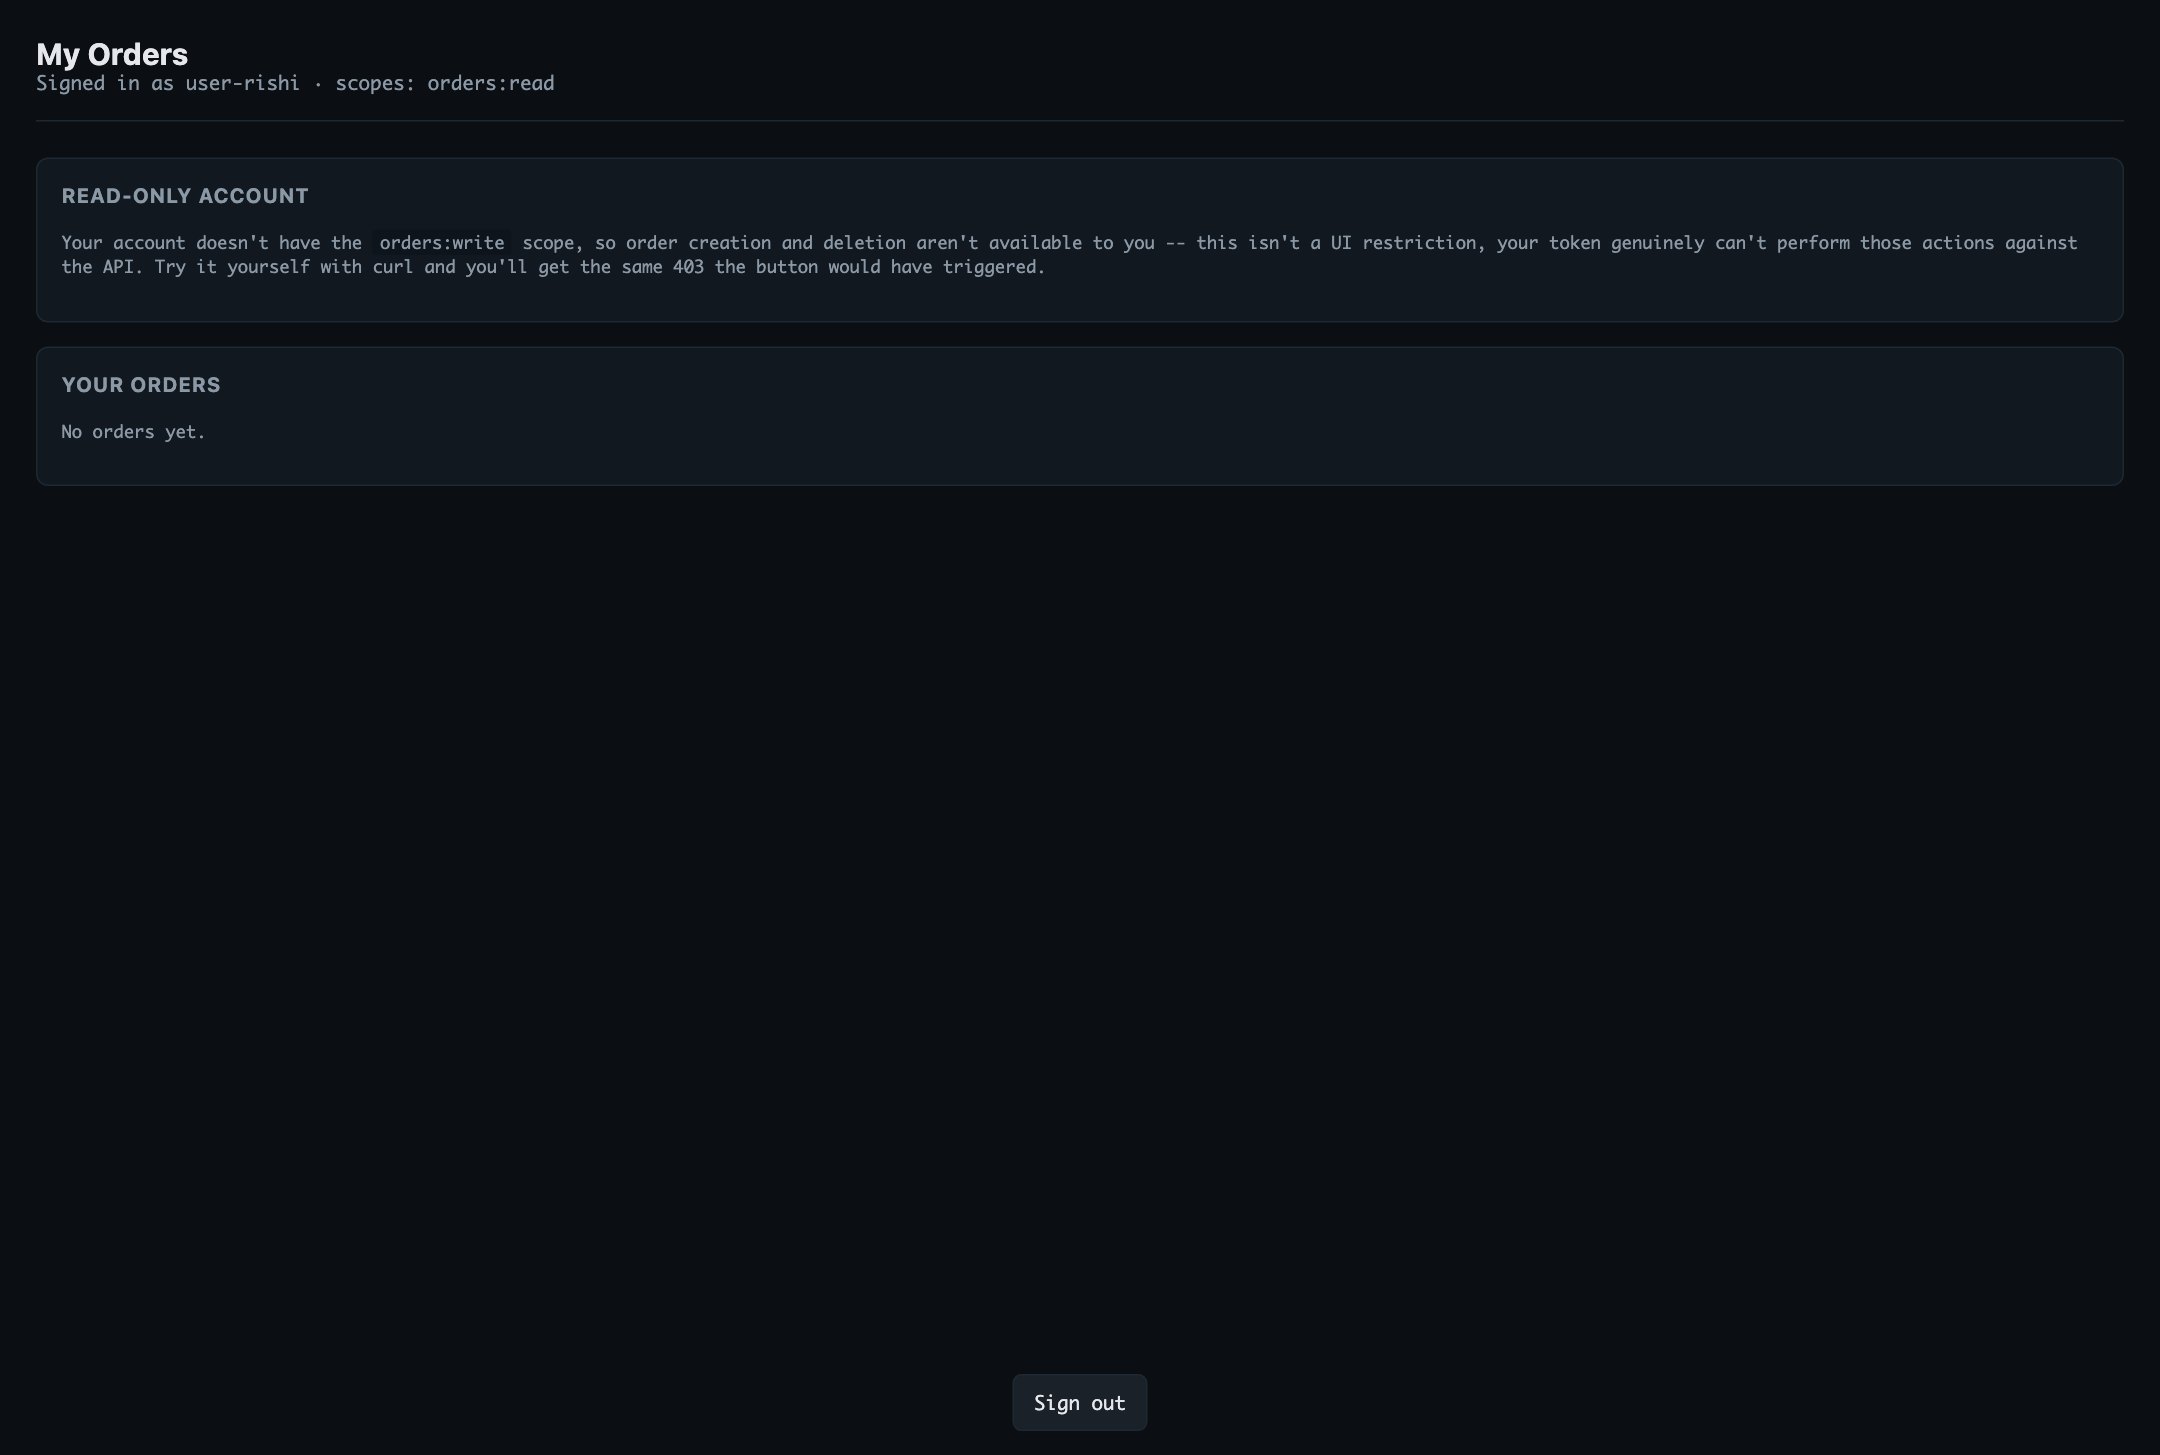 My Orders
Signed in as user-rishi · scopes: orders:read
READ-ONLY ACCOUNT
Your account doesn't have the orders:write scope, so order creation and deletion aren't available to you -- this isn't a UI restriction, your token genuinely can't perform those actions against
the API. Try it yourself with curl and you'll get the same 403 the button would have triggered.
YOUR ORDERS
No orders yet.
Sign out